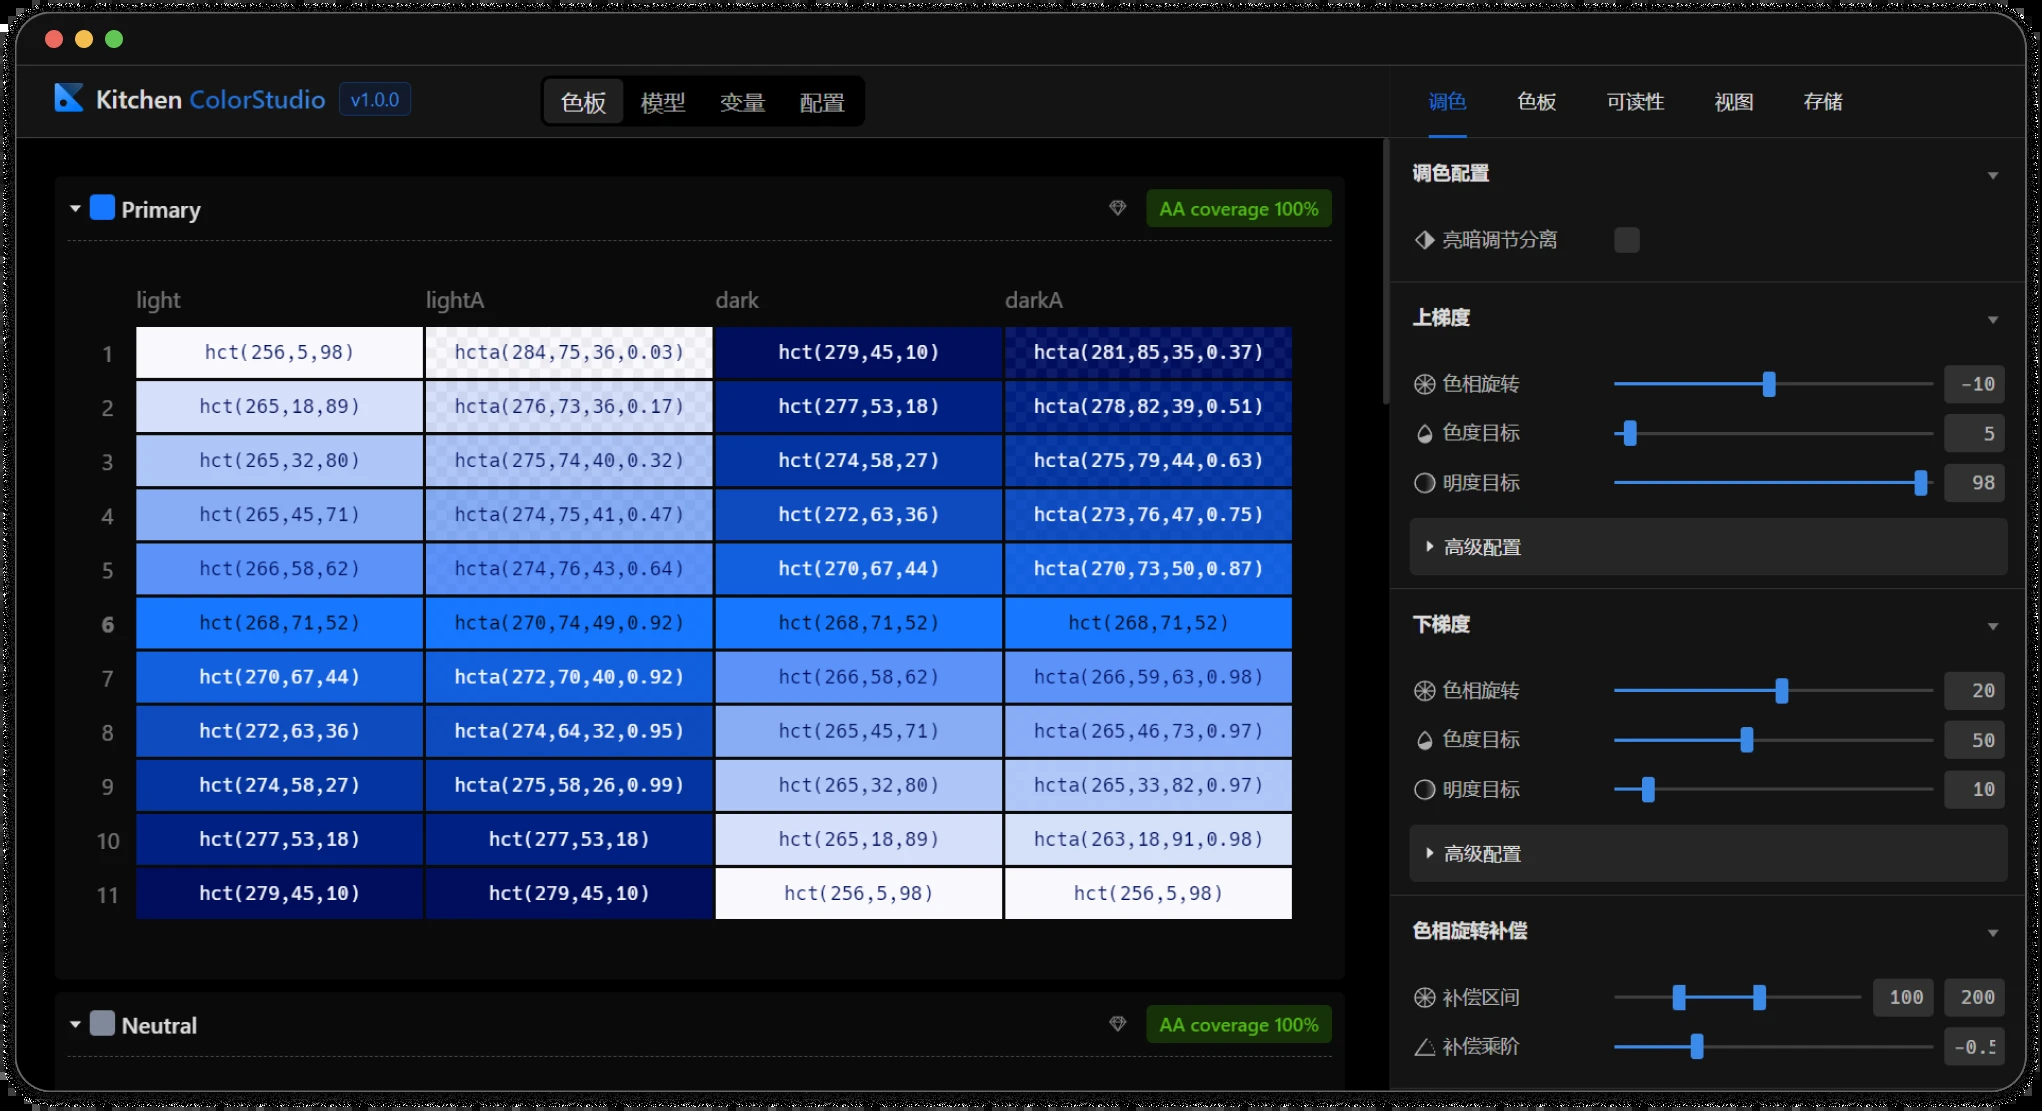 Kitchen ColorStudio v1.0.0
色板 模型 变量 配置
调色 色板 可读性 视图 存储
Primary
AA coverage 100%
light lightA dark darkA
1 hct(256,5,98) hcta(284,75,36,0.03) hct(279,45,10) hcta(281,85,35,0.37)
2 hct(265,18,89) hcta(276,73,36,0.17) hct(277,53,18) hcta(278,82,39,0.51)
3 hct(265,32,80) hcta(275,74,40,0.32) hct(274,58,27) hcta(275,79,44,0.63)
4 hct(265,45,71) hcta(274,75,41,0.47) hct(272,63,36) hcta(273,76,47,0.75)
5 hct(266,58,62) hcta(274,76,43,0.64) hct(270,67,44) hcta(270,73,50,0.87)
6 hct(268,71,52) hcta(270,74,49,0.92) hct(268,71,52) hct(268,71,52)
7 hct(270,67,44) hcta(272,70,40,0.92) hct(266,58,62) hcta(266,59,63,0.98)
8 hct(272,63,36) hcta(274,64,32,0.95) hct(265,45,71) hcta(265,46,73,0.97)
9 hct(274,58,27) hcta(275,58,26,0.99) hct(265,32,80) hcta(265,33,82,0.97)
10 hct(277,53,18) hct(277,53,18) hct(265,18,89) hcta(263,18,91,0.98)
11 hct(279,45,10) hct(279,45,10) hct(256,5,98) hct(256,5,98)
Neutral
AA coverage 100%
调色配置
亮暗调节分离
上梯度
色相旋转 -10
色度目标 5
明度目标 98
高级配置
下梯度
色相旋转 20
色度目标 50
明度目标 10
高级配置
色相旋转补偿
补偿区间 100 200
补偿乘阶 -0.5